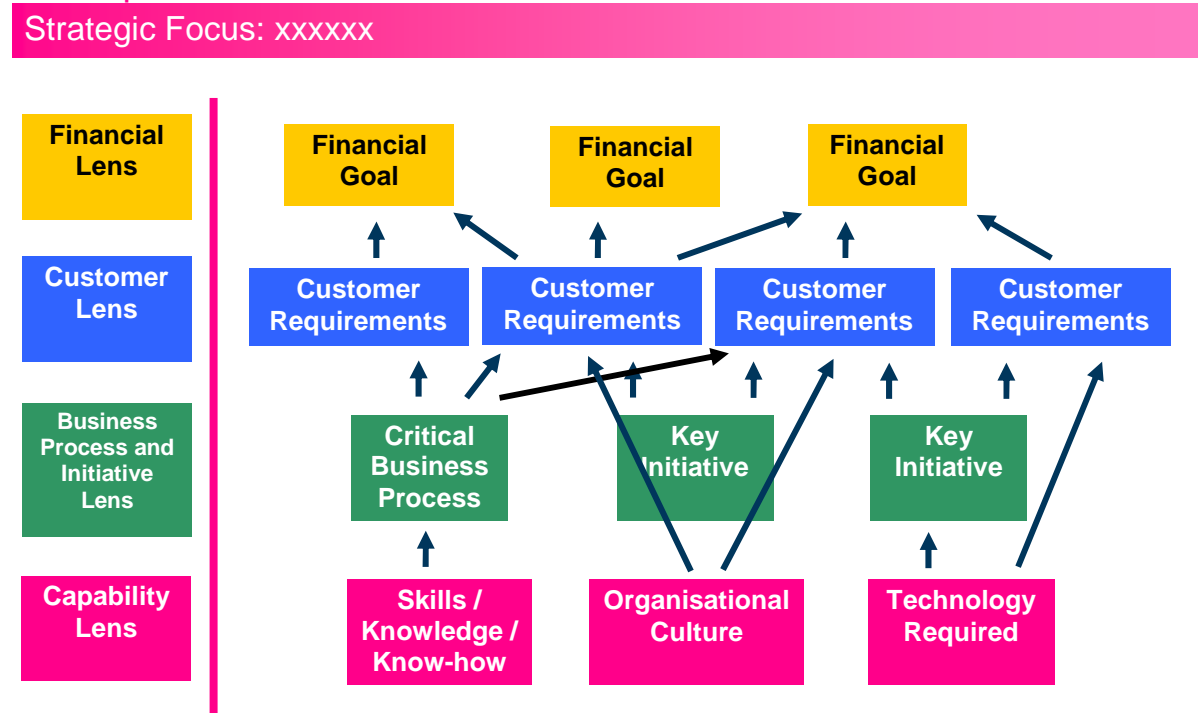 Strategic Focus: xxxxxx
Financial
Lens
Financial
Goal
Financial
Goal
Financial
Goal
Customer
Lens
Customer
Requirements
Customer
Requirements
Customer
Requirements
Customer
Requirements
Business
Process and
Initiative
Lens
Critical
Business
Process
Key
Initiative
Key
Initiative
Capability
Lens
Skills /
Knowledge /
Know-how
Organisational
Culture
Technology
Required